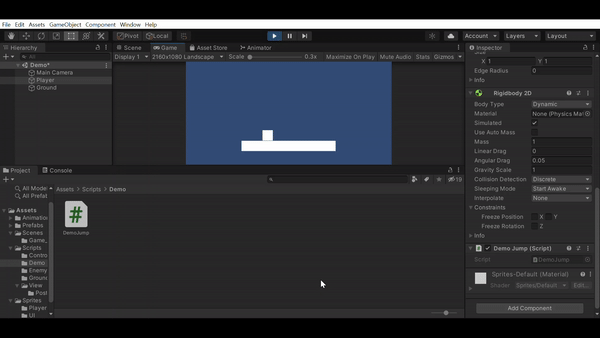 File Edit Assets GameObject Component Window Help
Pivot Local
Account Layers Layout
Hierarchy
All
Demo*
Main Camera
Player
Ground
Scene Game Asset Store Animator
Display 1 2160x1080 Landscape Scale 0.3x Maximize On Play Mute Audio Stats Gizmos
Inspector
X 1 Y 1
Edge Radius 0
Info
Rigidbody 2D
Body Type Dynamic
Material None (Physics Mat
Simulated
Use Auto Mass
Mass 1
Linear Drag 0
Angular Drag 0.05
Gravity Scale 1
Collision Detection Discrete
Sleeping Mode Start Awake
Interpolate None
Constraints
Freeze Position X Y
Freeze Rotation Z
Info
Demo Jump (Script)
Script DemoJump
Sprites-Default (Material)
Shader Sprites/Default Edit...
Add Component
Project Console
19
All Mode
All Prefat
Assets
Animation
Prefabs
Scenes
Game_
Scripts
Contro
Demo
Enemy
Ground
View
Post
Sprites
Player
UI
Assets Scripts Demo
#
DemoJump